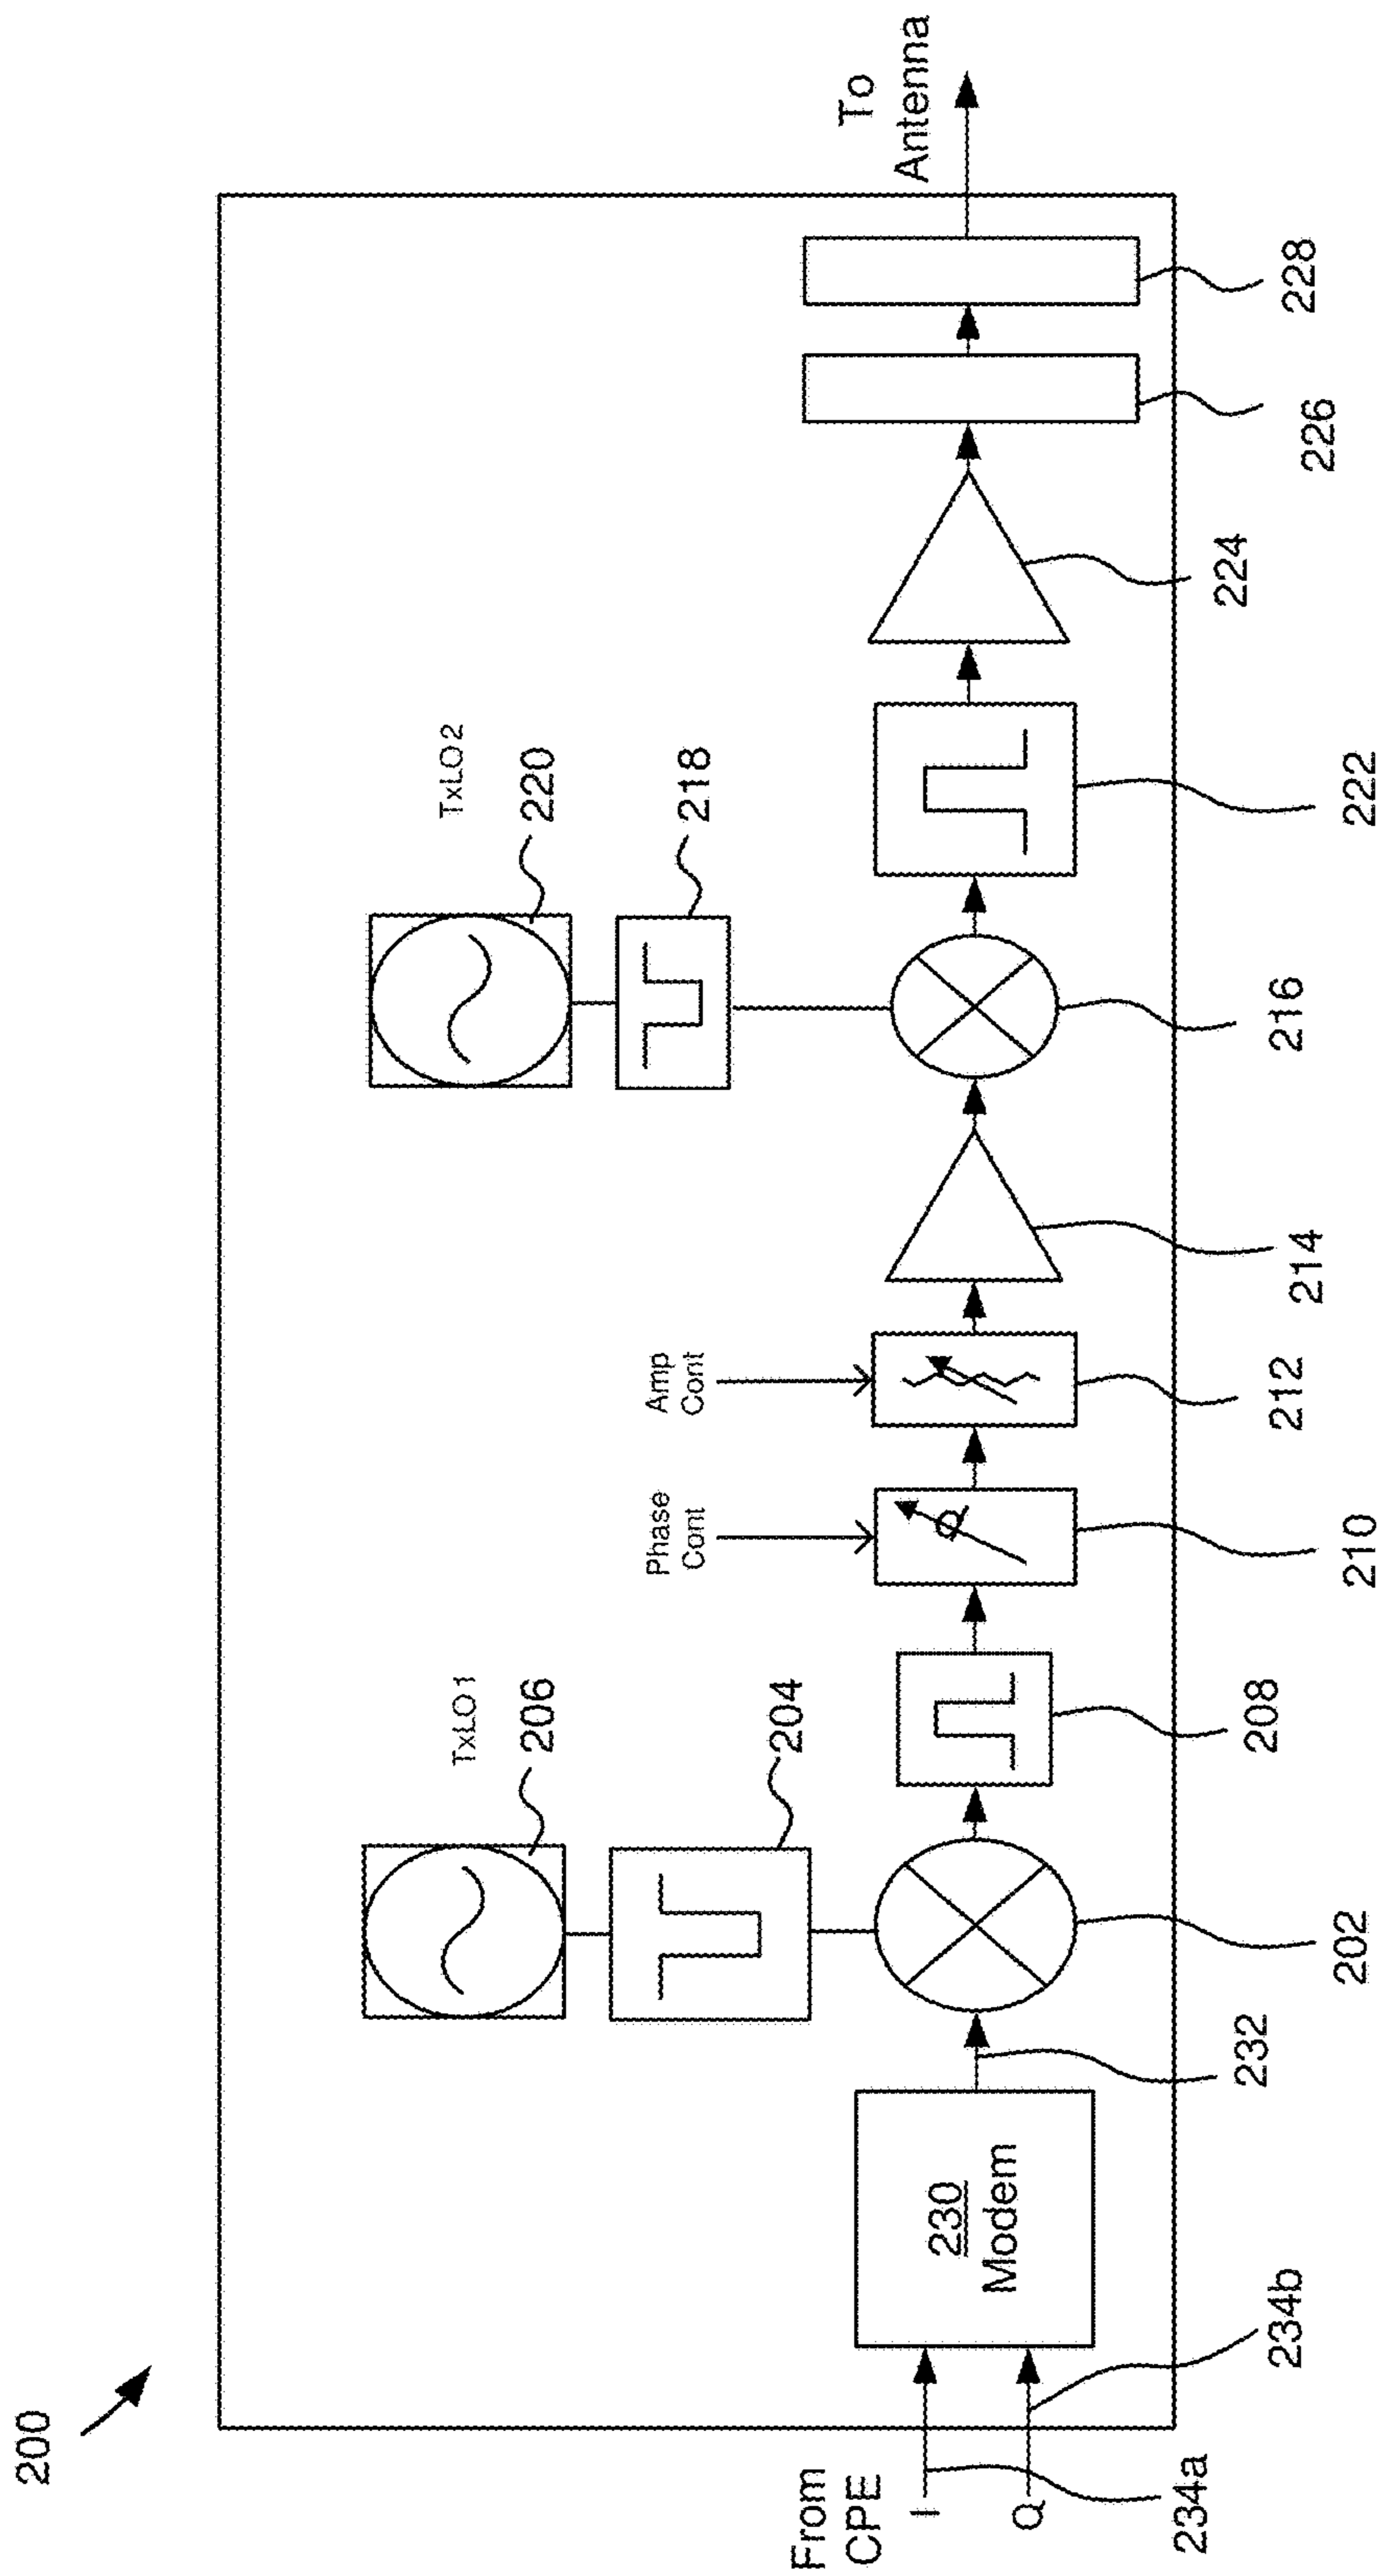 200
TxLO1
206
204
TxLO2
220
218
Phase
Cont
Amp
Cont
To
Antenna
From
CPE
I
Q
230
Modem
234a
234b
232
202
208
210
212
214
216
222
224
226
228